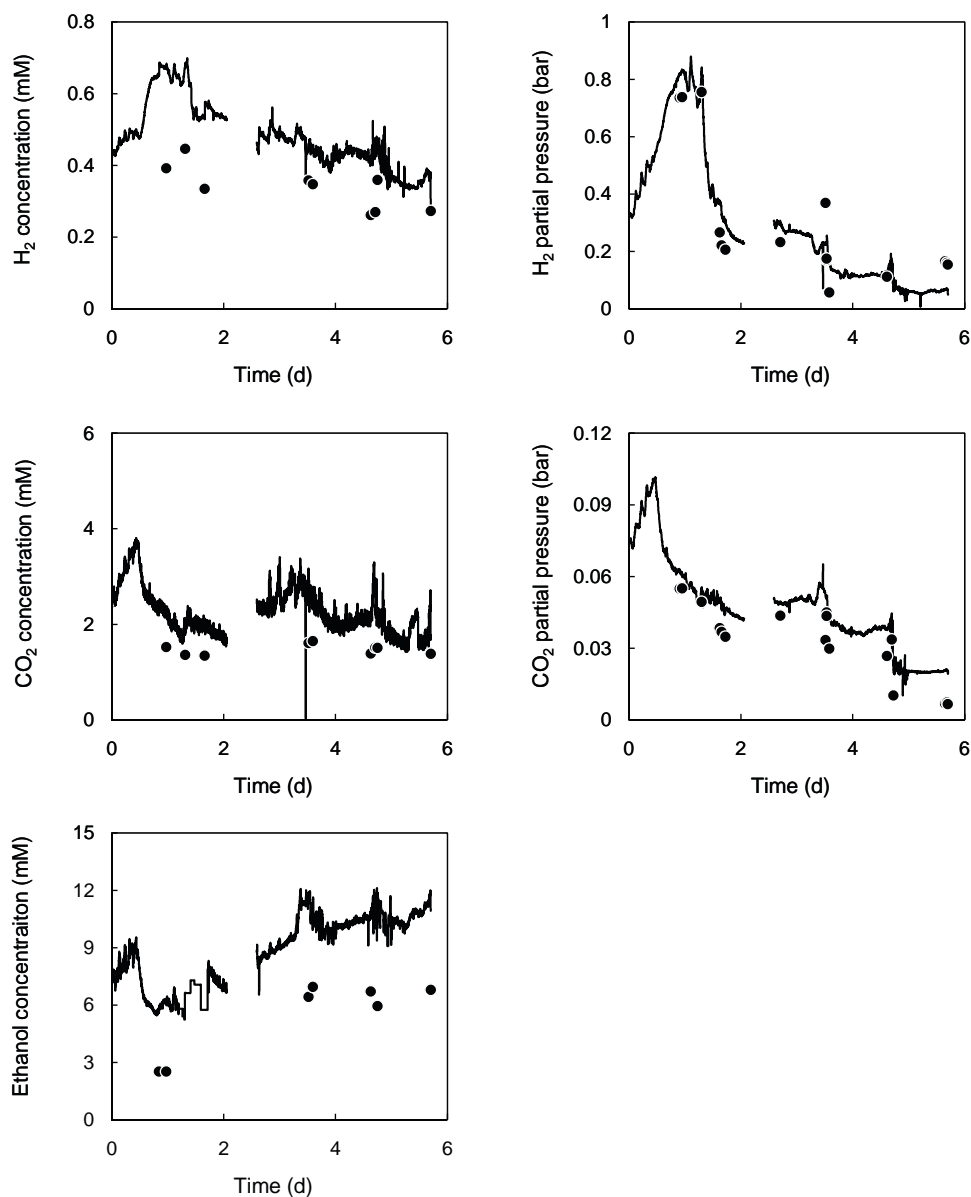 H₂ concentration (mM)
0.8
0.6
0.4
0.2
0
0 2 4 6
Time (d)
H₂ partial pressure (bar)
1
0.8
0.6
0.4
0.2
0
0 2 4 6
Time (d)
CO₂ concentration (mM)
6
4
2
0
0 2 4 6
Time (d)
CO₂ partial pressure (bar)
0.12
0.09
0.06
0.03
0
0 2 4 6
Time (d)
Ethanol concentraiton (mM)
15
12
9
6
3
0
0 2 4 6
Time (d)